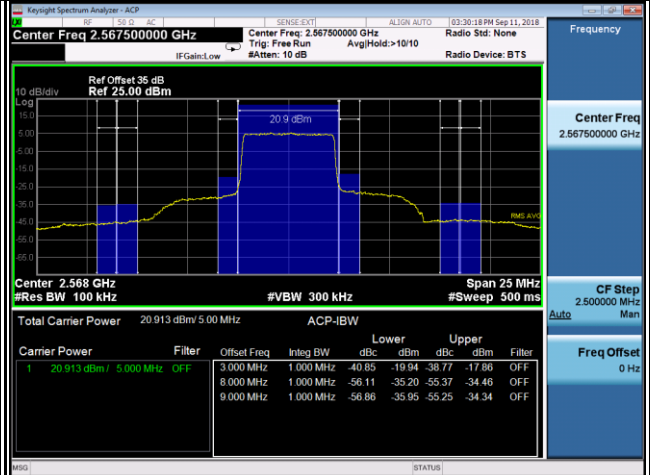 Keysight Spectrum Analyzer - ACP
RF 50 Ω AC SENSE:EXT ALIGN AUTO 03:30:18 PM Sep 11, 2018
Center Freq 2.567500000 GHz
Center Freq: 2.567500000 GHz Radio Std: None
Trig: Free Run Avg|Hold:>10/10
IFGain:Low #Atten: 10 dB Radio Device: BTS
Ref Offset 35 dB
10 dB/div Ref 25.00 dBm
Log
15.0
5.00
-5.00
-15.0
-25.0
-35.0
-45.0
-55.0
-65.0
20.9 dBm
RMS AVG
Center 2.568 GHz Span 25 MHz
#Res BW 100 kHz #VBW 300 kHz #Sweep 500 ms
Total Carrier Power 20.913 dBm/ 5.00 MHz ACP-IBW
Lower Upper
Carrier Power Filter Offset Freq Integ BW dBc dBm dBc dBm Filter
1 20.913 dBm / 5.000 MHz OFF 3.000 MHz 1.000 MHz -40.85 -19.94 -38.77 -17.86 OFF
8.000 MHz 1.000 MHz -56.11 -35.20 -55.37 -34.46 OFF
9.000 MHz 1.000 MHz -56.86 -35.95 -55.25 -34.34 OFF
MSG STATUS
Frequency
Center Freq
2.567500000 GHz
CF Step
2.500000 MHz
Auto Man
Freq Offset
0 Hz